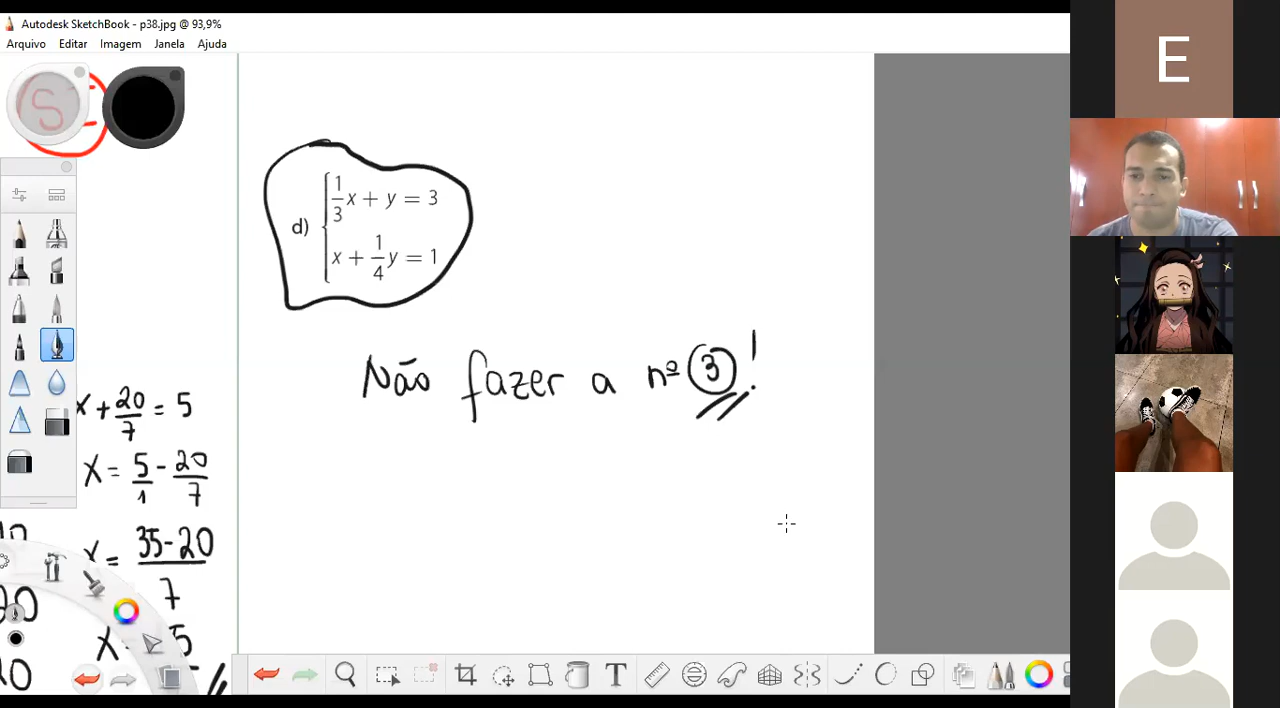 Autodesk SketchBook - p38.jpg @ 93,9%
Arquivo Editar Imagem Janela Ajuda
S
E
d) { 1/3 x + y = 3
x + 1/4 y = 1
Não fazer a nº 3!
x + 20/7 = 5
x = 5/1 - 20/7
x = 35-20/7
T